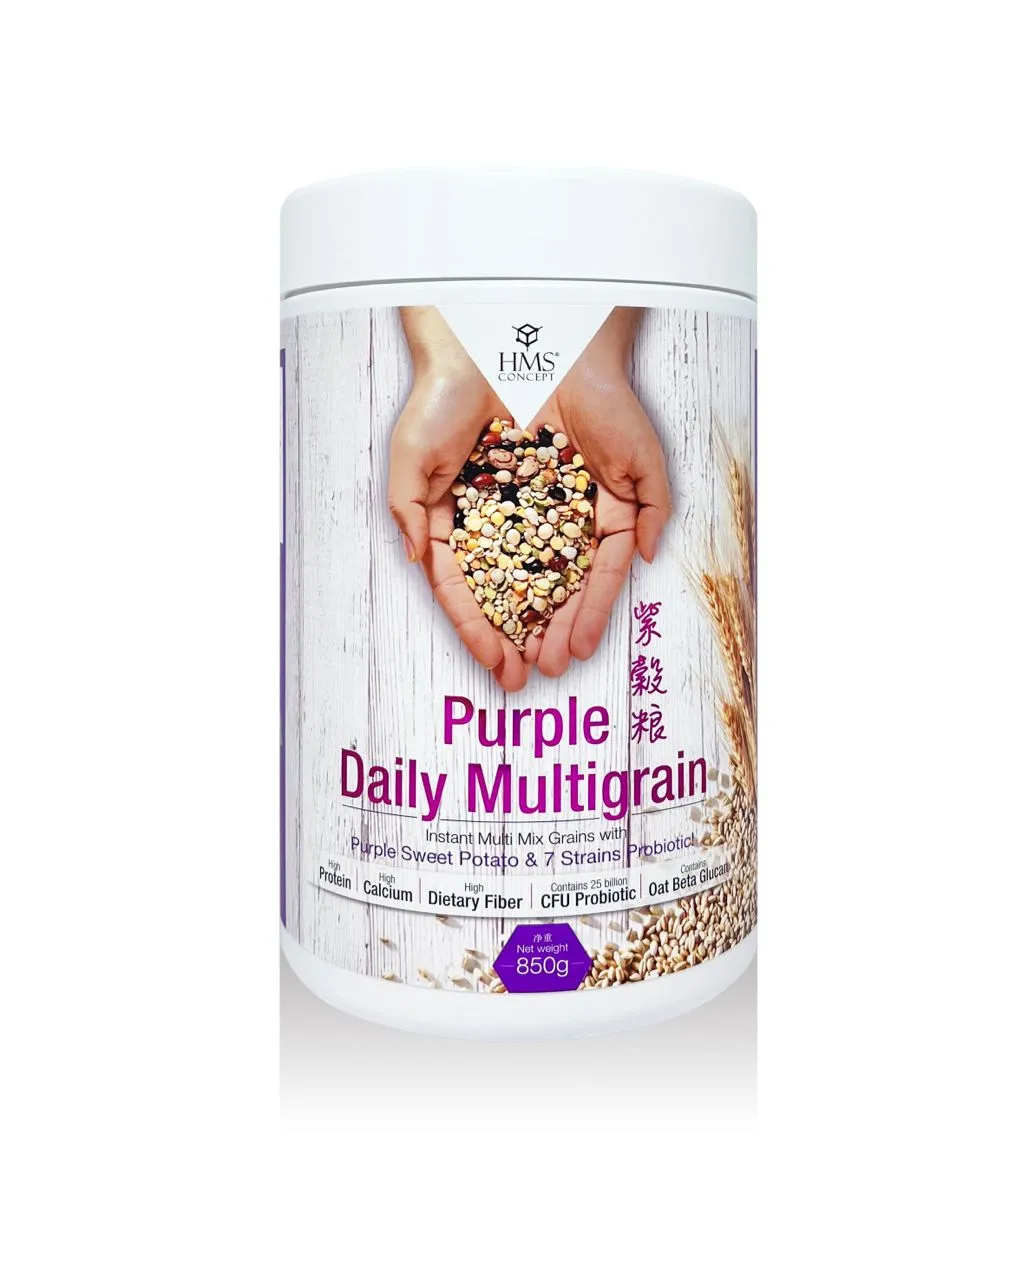 HMS®
CONCEPT
紫
穀
粮
Purple
Daily Multigrain
Instant Multi Mix Grains with
Purple Sweet Potato & 7 Strains Probiotic!
High
Protein
High
Calcium
High
Dietary Fiber
Contains 25 billion
CFU Probiotic
Contains
Oat Beta Glucan
净重
Net weight
850g